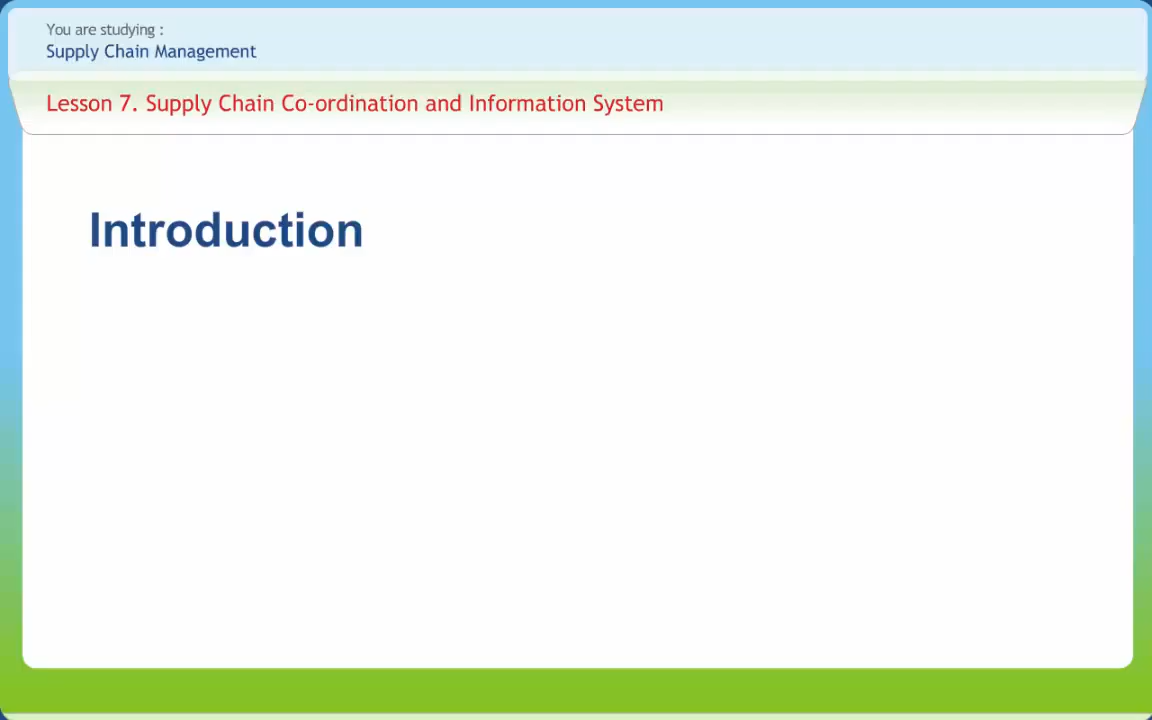 You are studying :
Supply Chain Management
Lesson 7. Supply Chain Co-ordination and Information System
Introduction